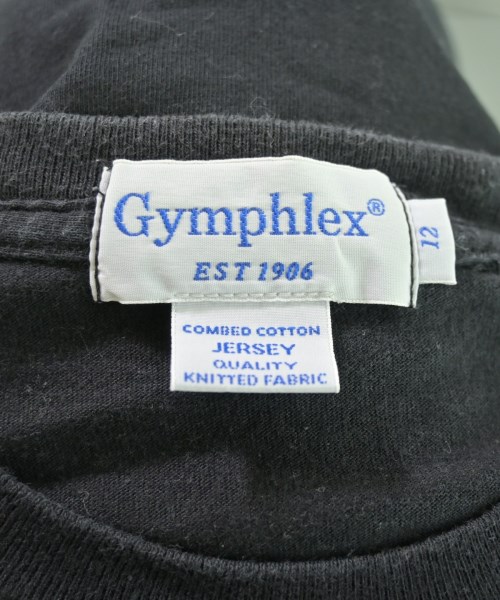 Gymphlex®
EST 1906
12
COMBED COTTON
JERSEY
QUALITY
KNITTED FABRIC